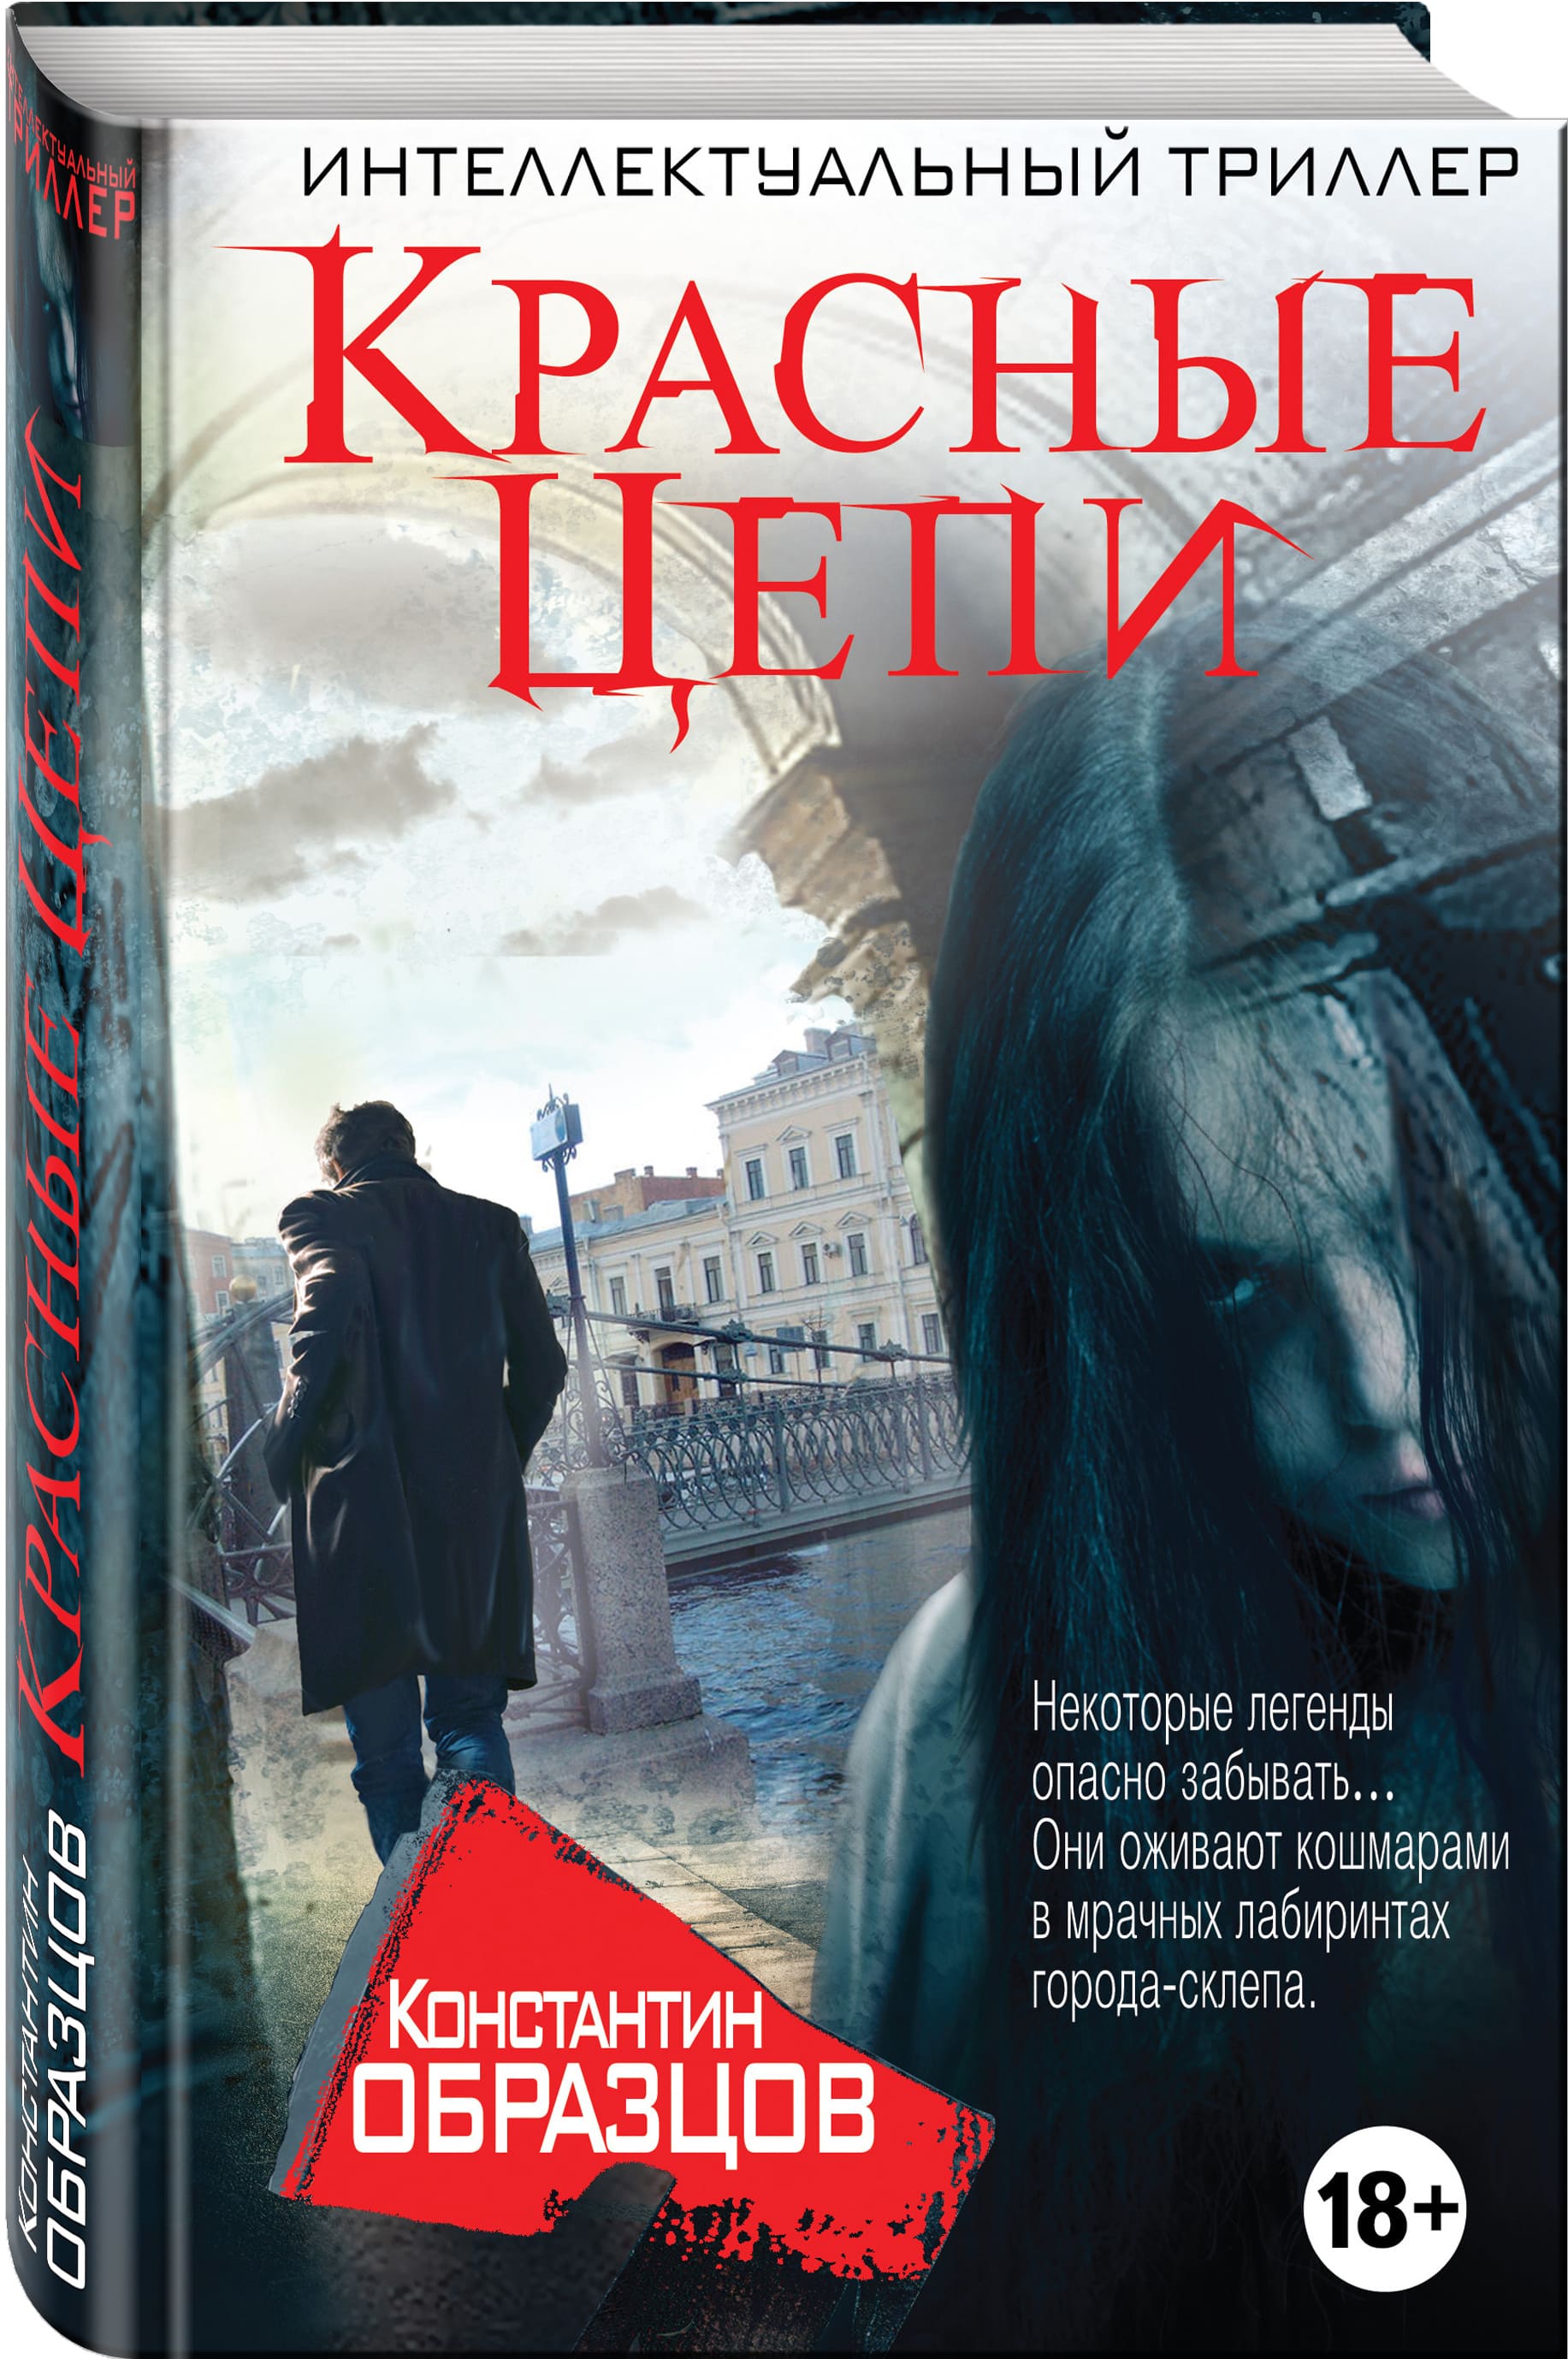 ИНТЕЛЛЕКТУАЛЬНЫЙ ТРИЛЛЕР
КРАСНЫЕ
ЦЕПИ
Некоторые легенды
опасно забывать...
Они оживают кошмарами
в мрачных лабиринтах
города-склепа.
КОНСТАНТИН
ОБРАЗЦОВ
18+
ИНТЕЛЛЕКТУАЛЬНЫЙ
ТРИЛЛЕР
КРАСНЫЕ ЦЕПИ
КОНСТАНТИН
ОБРАЗЦОВ